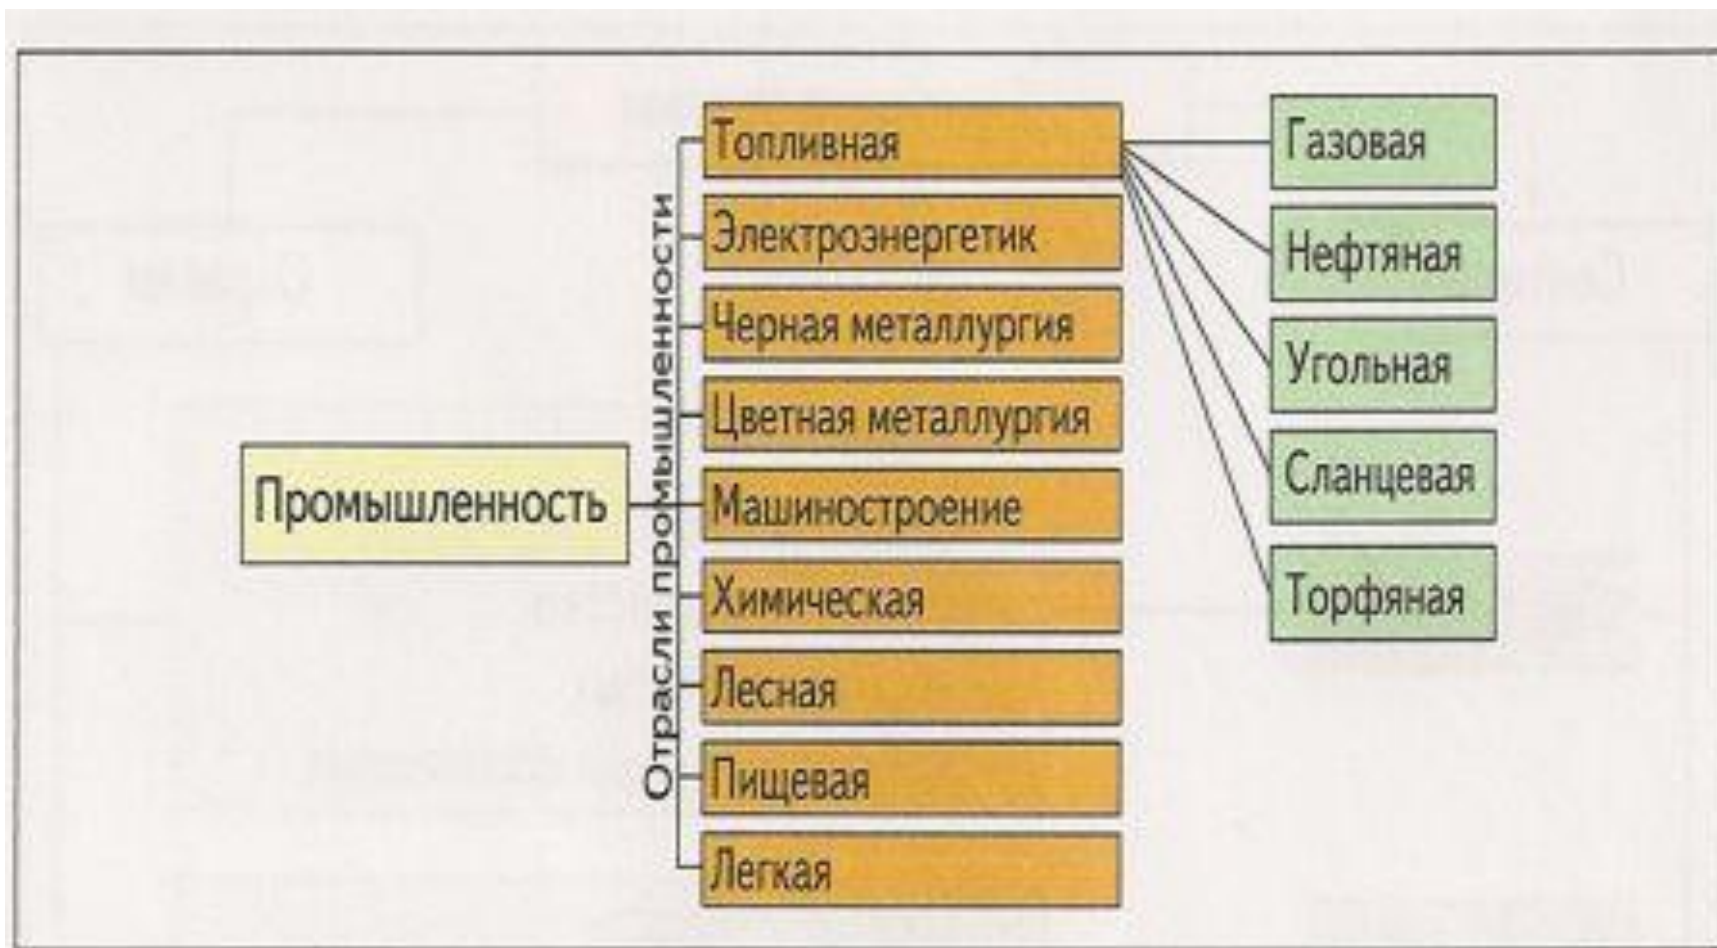 Промышленность
Отрасли промышленности
Топливная
Электроэнергетик
Черная металлургия
Цветная металлургия
Машиностроение
Химическая
Лесная
Пищевая
Легкая
Газовая
Нефтяная
Угольная
Сланцевая
Торфяная